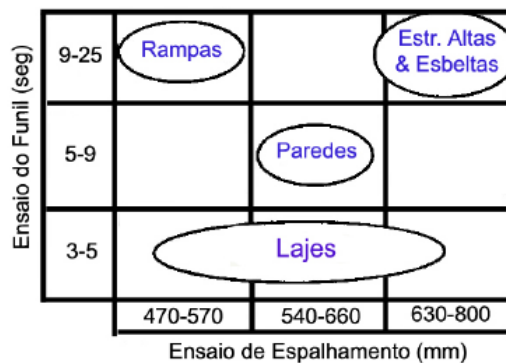 Ensaio do Funil (seg)
9-25
Rampas
Estr. Altas
& Esbeltas
5-9
Paredes
3-5
Lajes
470-570
540-660
630-800
Ensaio de Espalhamento (mm)